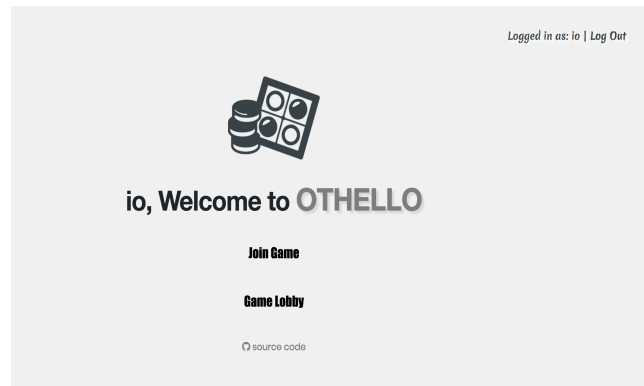 Logged in as: io | Log Out
io, Welcome to OTHELLO
Join Game
Game Lobby
source code